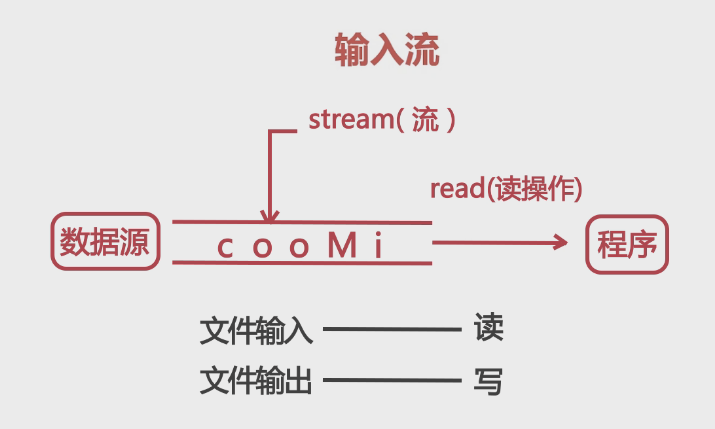 输入流
stream( 流 )
read(读操作)
数据源
c o o M i
程序
文件输入 读
文件输出 写